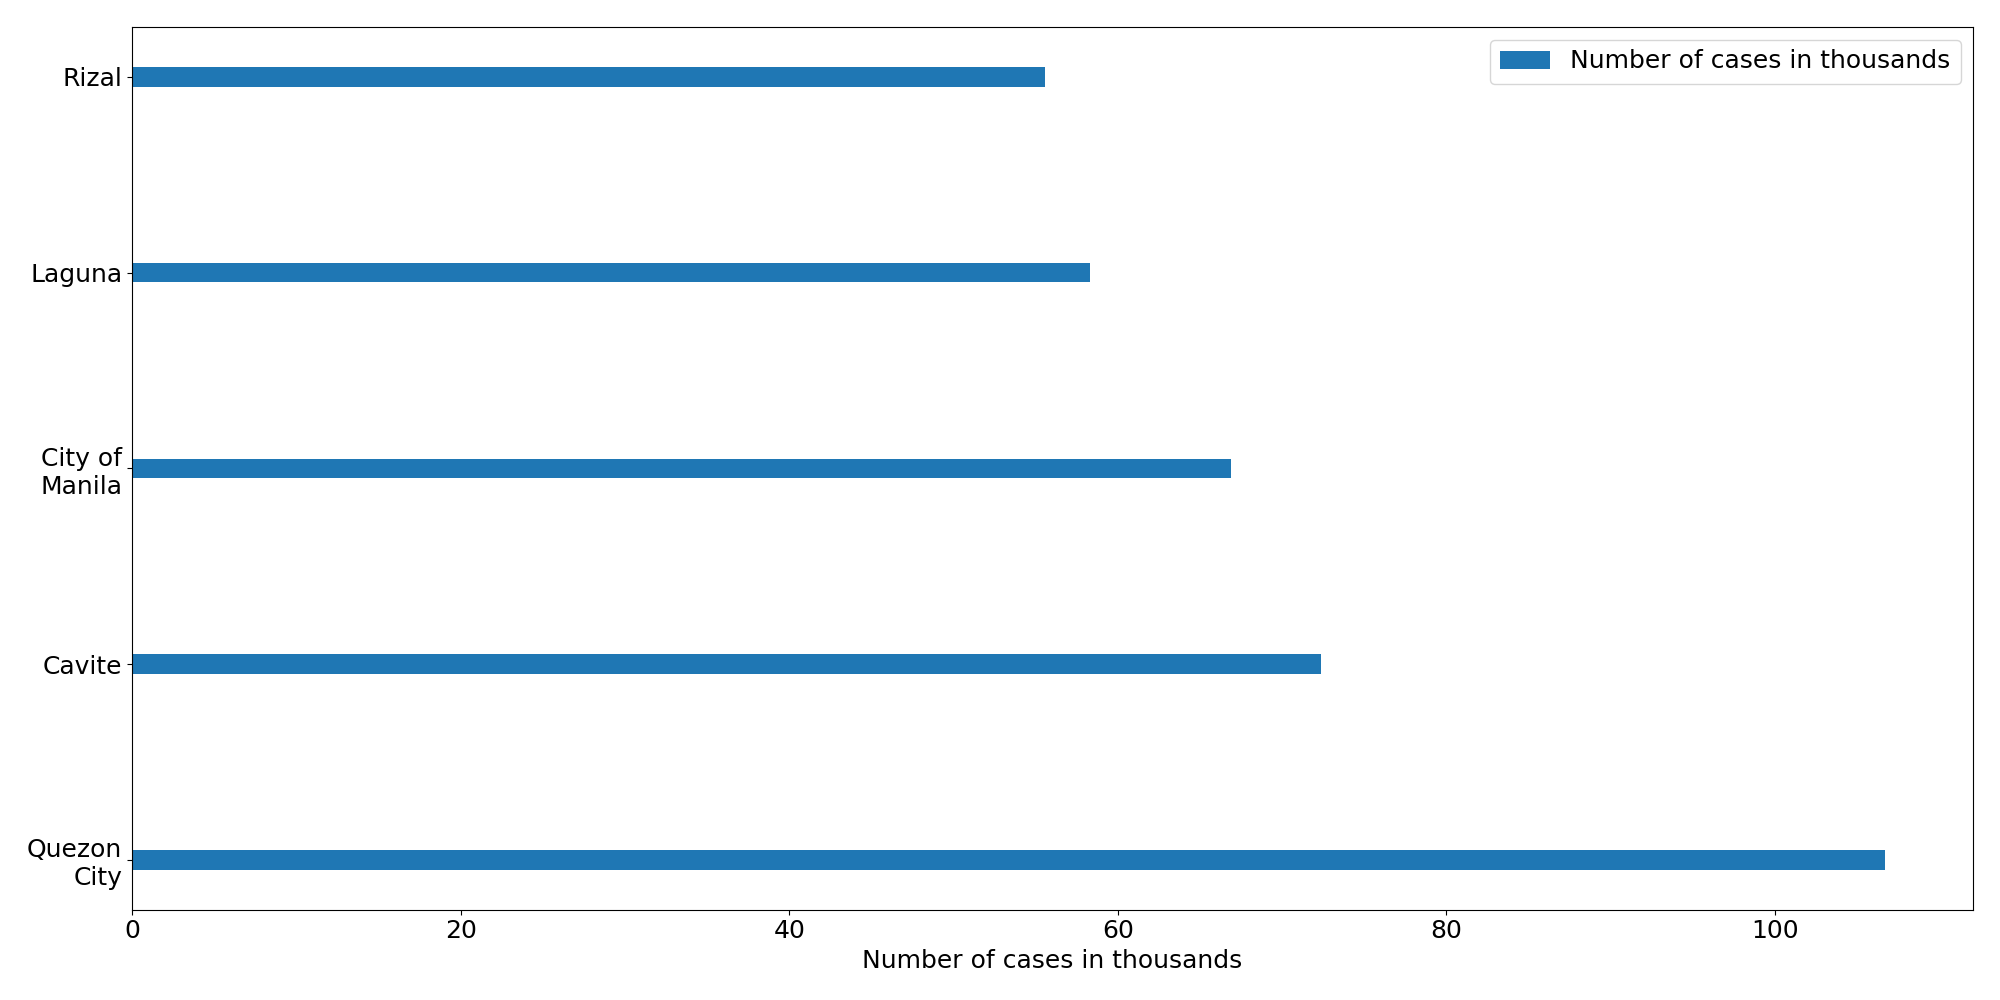 Number of cases in thousands
Rizal
Laguna
City of
Manila
Cavite
Quezon
City
0 20 40 60 80 100
Number of cases in thousands